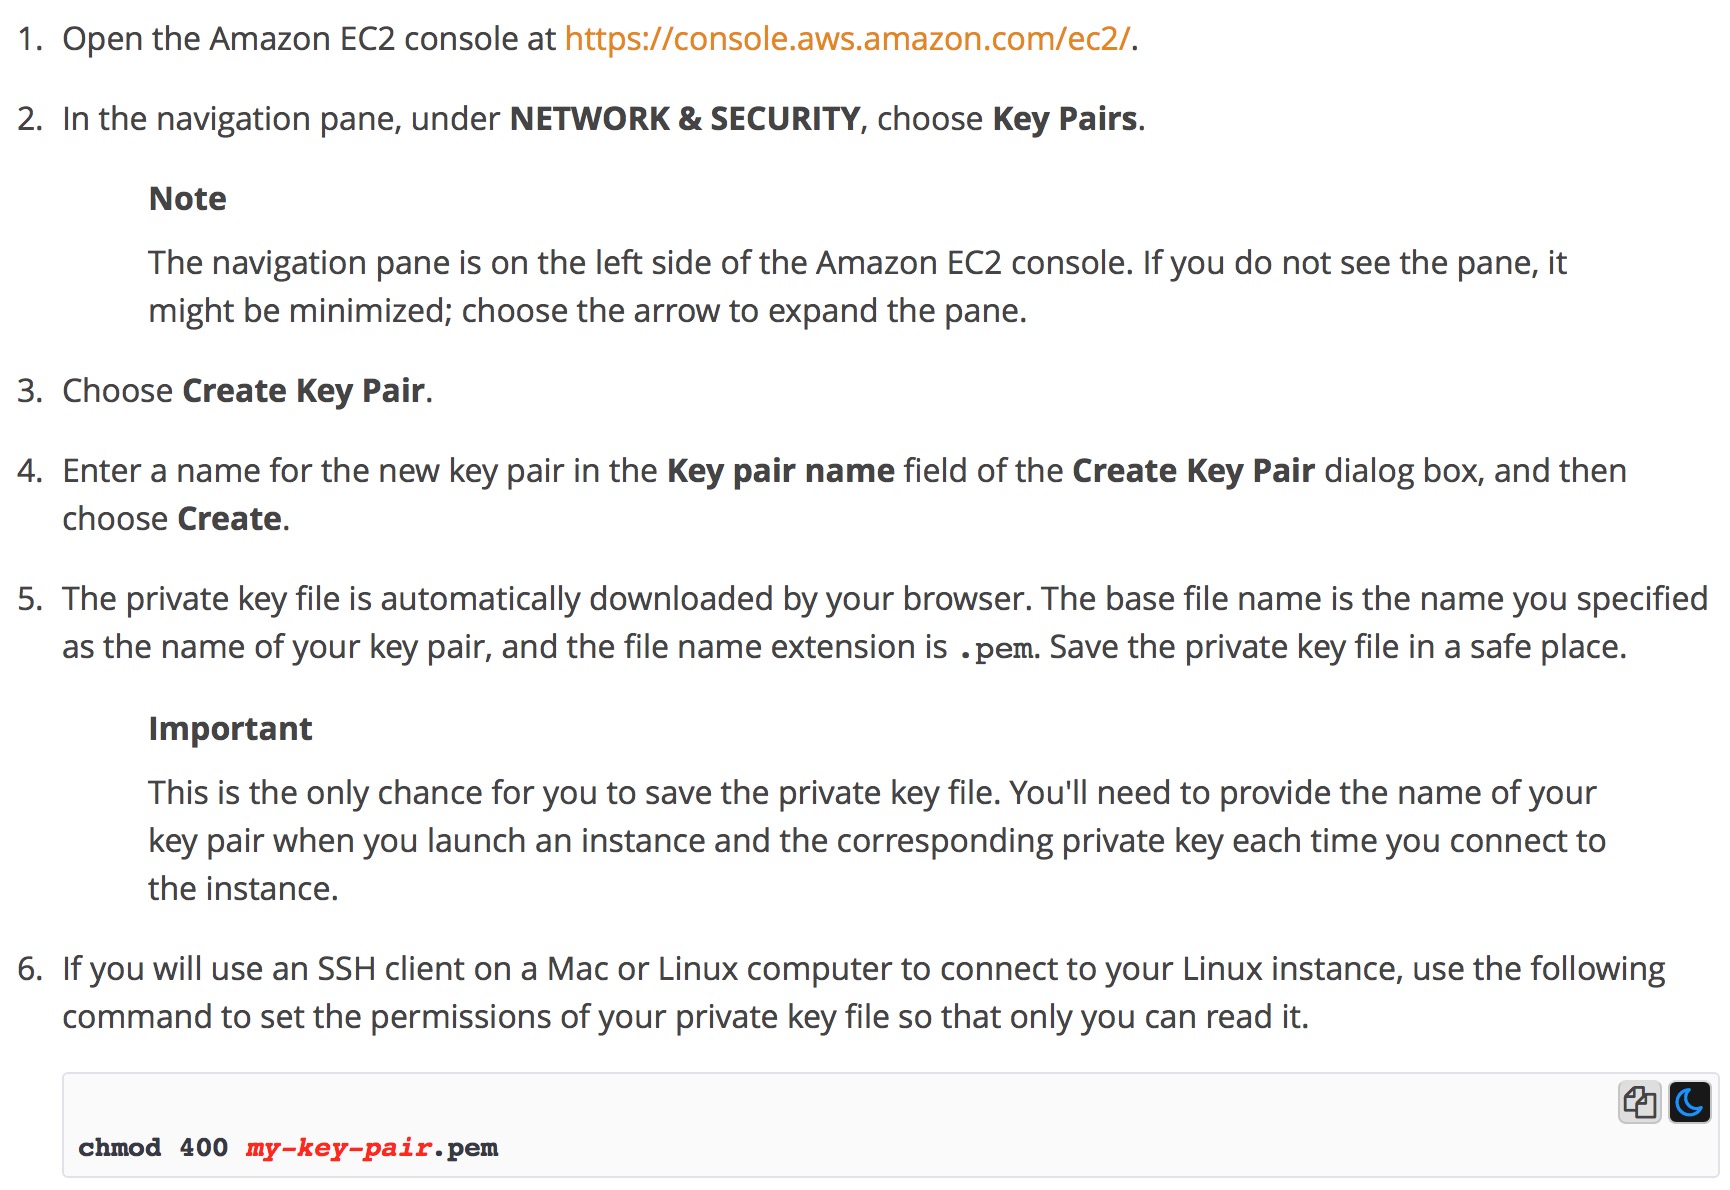 1. Open the Amazon EC2 console at https://console.aws.amazon.com/ec2/.
2. In the navigation pane, under NETWORK & SECURITY, choose Key Pairs.
Note
The navigation pane is on the left side of the Amazon EC2 console. If you do not see the pane, it
might be minimized; choose the arrow to expand the pane.
3. Choose Create Key Pair.
4. Enter a name for the new key pair in the Key pair name field of the Create Key Pair dialog box, and then
choose Create.
5. The private key file is automatically downloaded by your browser. The base file name is the name you specified
as the name of your key pair, and the file name extension is .pem. Save the private key file in a safe place.
Important
This is the only chance for you to save the private key file. You'll need to provide the name of your
key pair when you launch an instance and the corresponding private key each time you connect to
the instance.
6. If you will use an SSH client on a Mac or Linux computer to connect to your Linux instance, use the following
command to set the permissions of your private key file so that only you can read it.
chmod 400 my-key-pair.pem